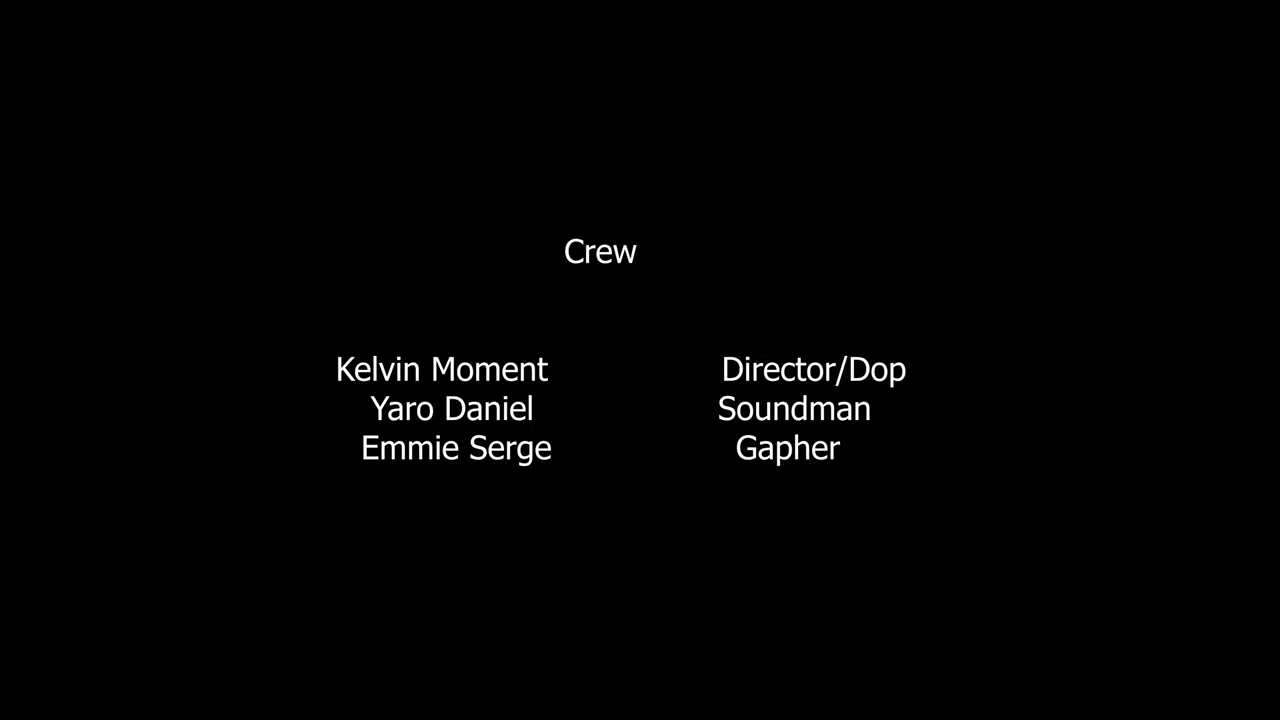 Crew
Kelvin Moment Director/Dop
Yaro Daniel Soundman
Emmie Serge Gapher